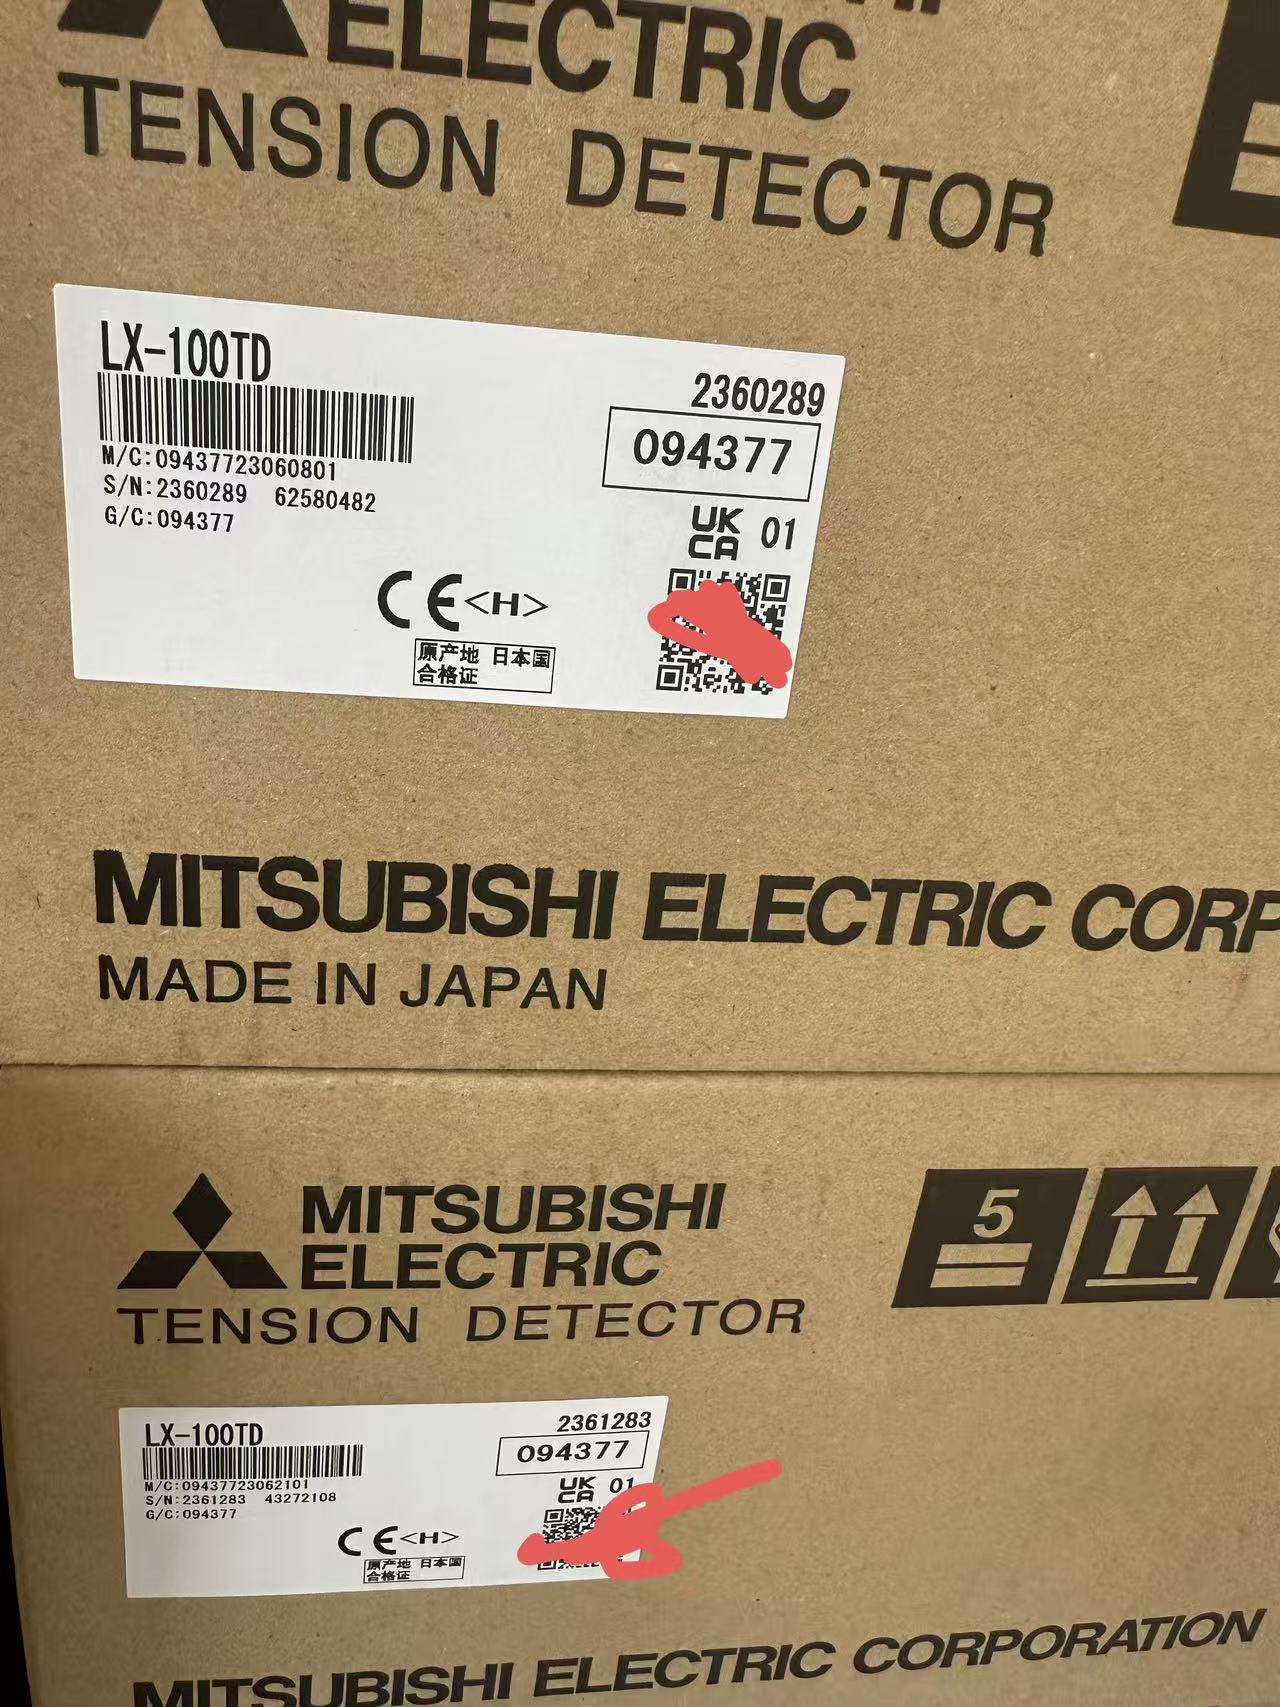 ELECTRIC
TENSION DETECTOR
LX-100TD
2360289
094377
M/C:09437723060801
S/N:2360289 62580482
G/C:094377
UK
CA 01
CE<H>
原产地 日本国
合格证
MITSUBISHI ELECTRIC CORP
MADE IN JAPAN
MITSUBISHI
ELECTRIC
TENSION DETECTOR
5
LX-100TD
2361283
094377
M/C:09437723062101
S/N:2361283 43272108
G/C:094377
UK
CA 01
CE<H>
原产地 日本国
合格证
MITSUBISHI ELECTRIC CORPORATION